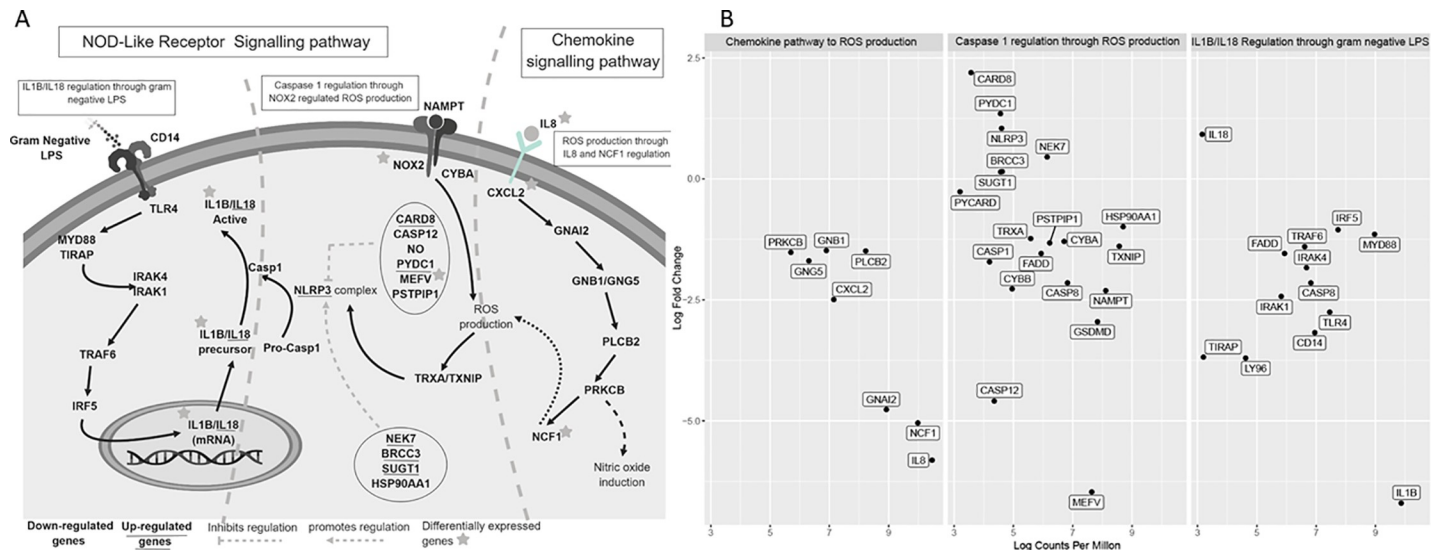 A
NOD-Like Receptor Signalling pathway
Chemokine
signalling pathway
IL1B/IL18 regulation through gram
negative LPS
Caspase 1 regulation through
NOX2 regulated ROS production
ROS production through
IL8 and NCF1 regulation
Gram Negative
LPS
CD14
TLR4
NAMPT
NOX2
CYBA
IL8
CXCL2
MYD88
TIRAP
IRAK4
IRAK1
TRAF6
IRF5
IL1B/IL18
Active
Casp1
IL1B/IL18
precursor
Pro-Casp1
IL1B/IL18
(mRNA)
CARD8
CASP12
NO
PYDC1
MEFV
PSTPIP1
NLRP3 complex
ROS
production
TRXA/TXNIP
NEK7
BRCC3
SUGT1
HSP90AA1
GNAI2
GNB1/GNG5
PLCB2
PRKCB
NCF1
Nitric oxide
induction
Down-regulated
genes
Up-regulated
genes
Inhibits regulation
promotes regulation
Differentially expressed
genes
B
Chemokine pathway to ROS production
Caspase 1 regulation through ROS production
IL1B/IL18 Regulation through gram negative LPS
Log Fold Change
2.5
0.0
-2.5
-5.0
PRKCB
GNB1
GNG5
PLCB2
CXCL2
GNAI2
NCF1
IL8
CARD8
PYDC1
NLRP3
BRCC3
NEK7
SUGT1
PYCARD
PSTPIP1
HSP90AA1
TRXA
CYBA
CASP1
FADD
TXNIP
CYBB
CASP8
NAMPT
GSDMD
CASP12
MEFV
IL18
IRF5
TRAF6
FADD
MYD88
IRAK4
CASP8
IRAK1
TLR4
CD14
TIRAP
LY96
IL1B
3 5 7 9
3 5 7 9
3 5 7 9
Log Counts Per Millon